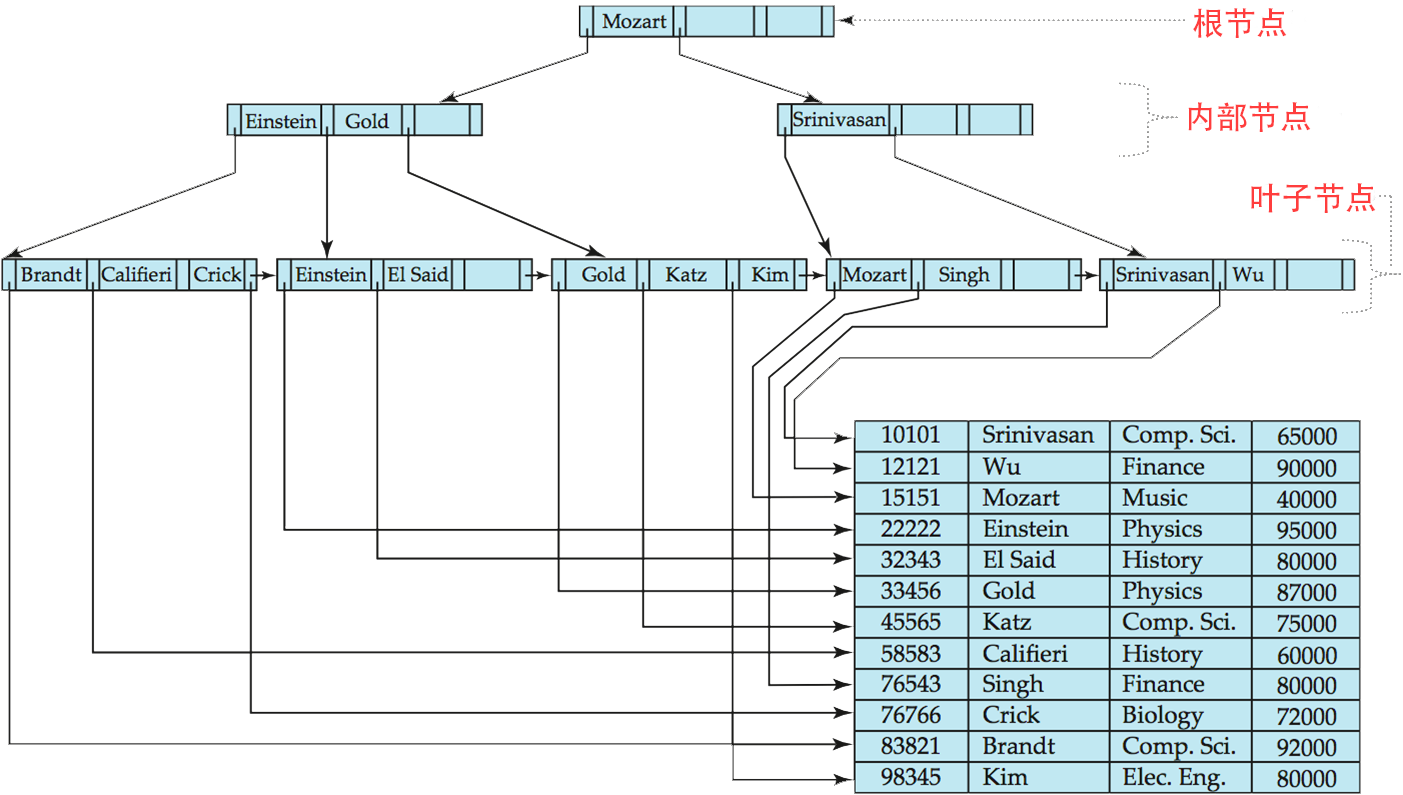 Mozart
根节点
Einstein Gold
Srinivasan
内部节点
叶子节点
Brandt Califieri Crick Einstein El Said Gold Katz Kim Mozart Singh Srinivasan Wu
10101 Srinivasan Comp. Sci. 65000
12121 Wu Finance 90000
15151 Mozart Music 40000
22222 Einstein Physics 95000
32343 El Said History 80000
33456 Gold Physics 87000
45565 Katz Comp. Sci. 75000
58583 Califieri History 60000
76543 Singh Finance 80000
76766 Crick Biology 72000
83821 Brandt Comp. Sci. 92000
98345 Kim Elec. Eng. 80000